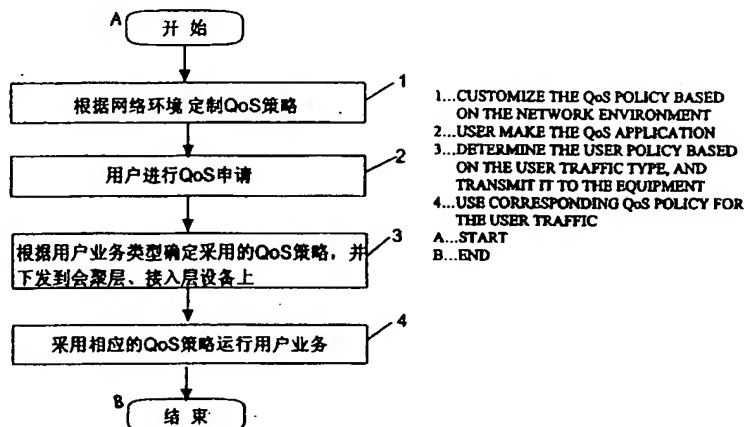 A
开 始
1
根据网络环境 定制QoS策略
2
用户进行QoS申请
3
根据用户业务类型确定采用的QoS策略，并
下发到会聚层、接入层设备上
4
采用相应的QoS策略运行用户业务
B
结 束
1...CUSTOMIZE THE QoS POLICY BASED
ON THE NETWORK ENVIRONMENT
2...USER MAKE THE QoS APPLICATION
3...DETERMINE THE USER POLICY BASED
ON THE USER TRAFFIC TYPE, AND
TRANSMIT IT TO THE EQUIPMENT
4...USE CORRESPONDING QoS POLICY FOR
THE USER TRAFFIC
A...START
B...END